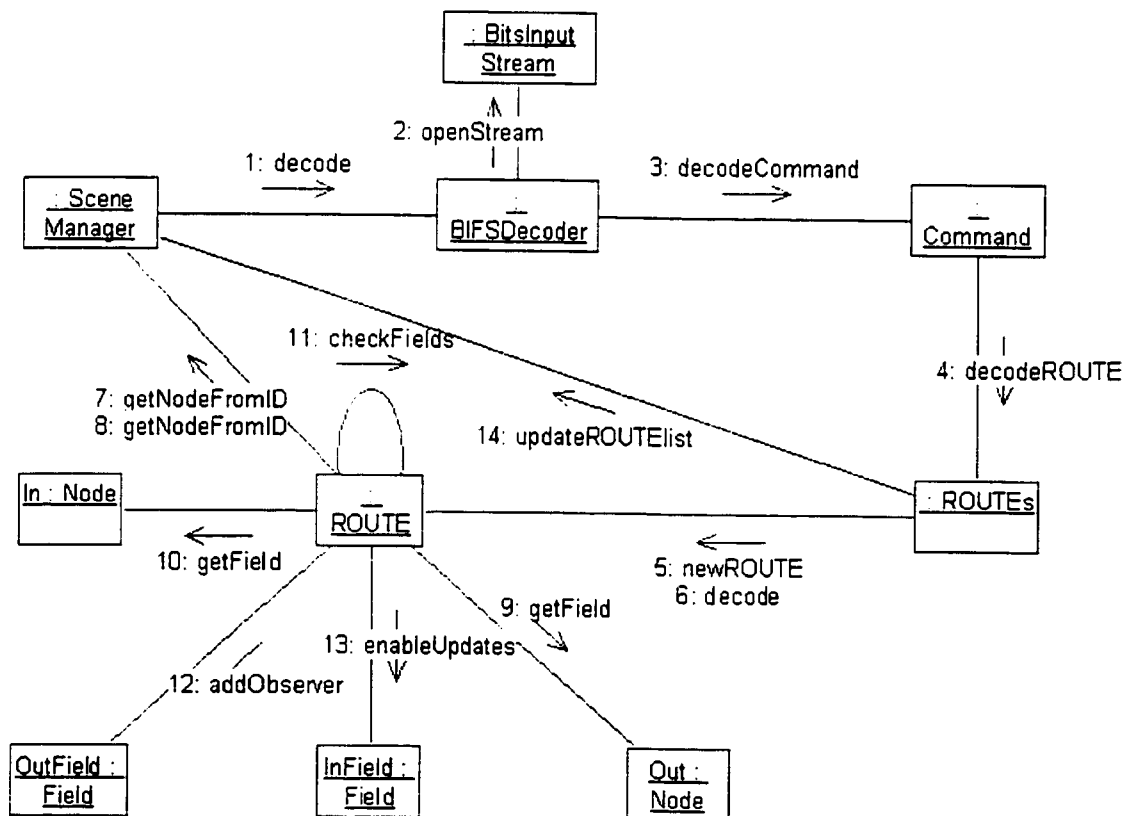 : BitsInput
Stream
2: openStream
1: decode
3: decodeCommand
: Scene
Manager
:
BIFSDecoder
:
Command
11: checkFields
4: decodeROUTE
7: getNodeFromID
8: getNodeFromID
14: updateROUTElist
In : Node
:
ROUTE
: ROUTEs
10: getField
5: newROUTE
6: decode
9: getField
13: enableUpdates
12: addObserver
OutField :
Field
InField :
Field
Out :
Node